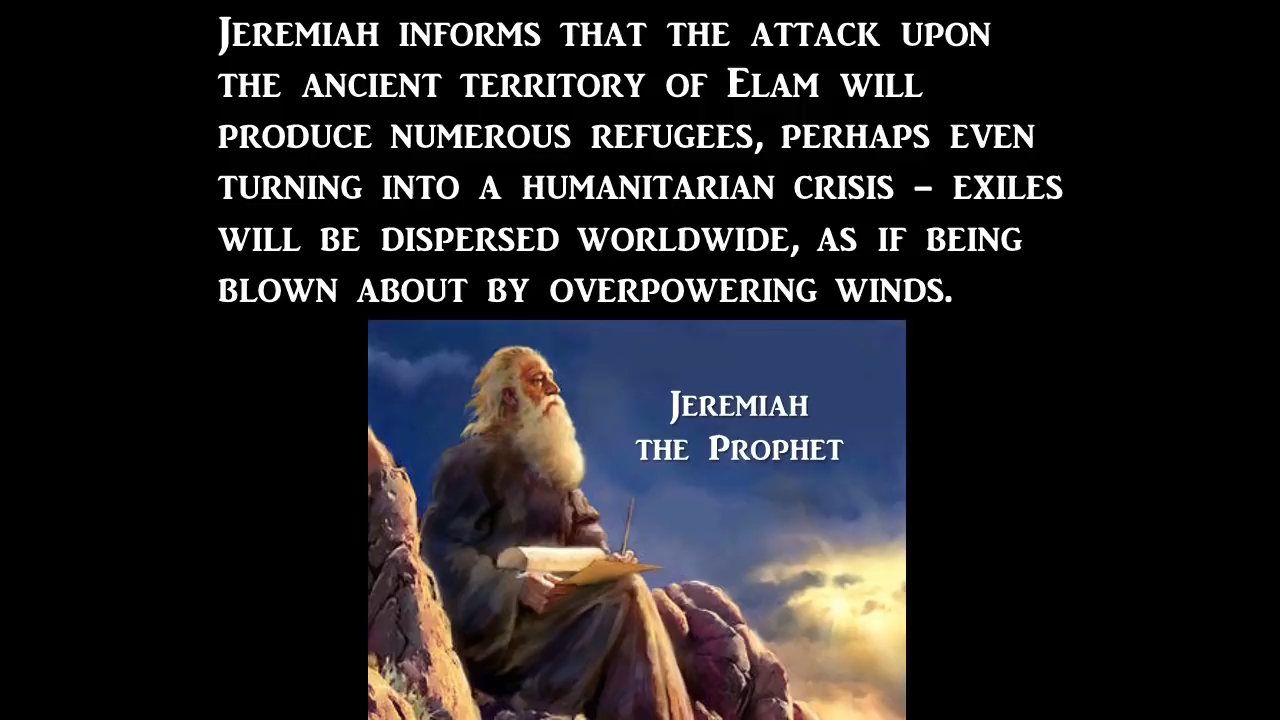 Jeremiah informs that the attack upon
the ancient territory of Elam will
produce numerous refugees, perhaps even
turning into a humanitarian crisis – exiles
will be dispersed worldwide, as if being
blown about by overpowering winds.
Jeremiah
the Prophet